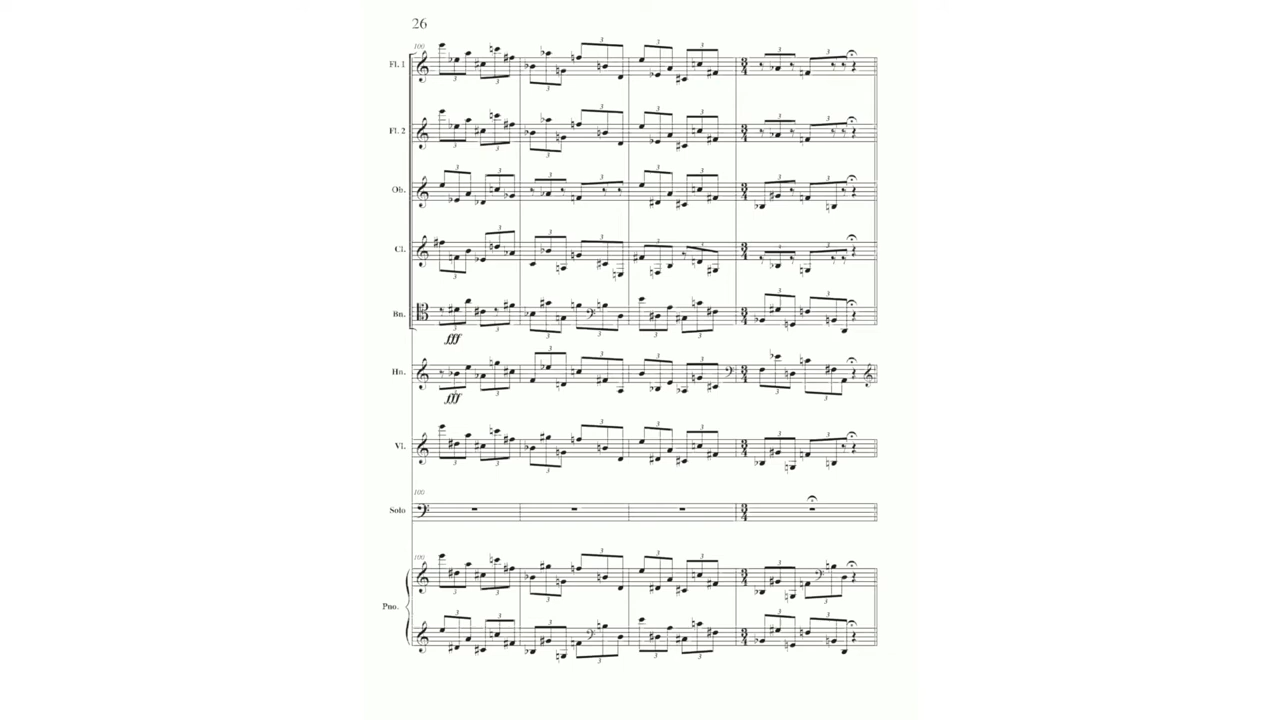 26
100
Fl. 1
Fl. 2
Ob.
Cl.
Bn.
fff
Hn.
fff
Vl.
100
Solo
100
Pno.